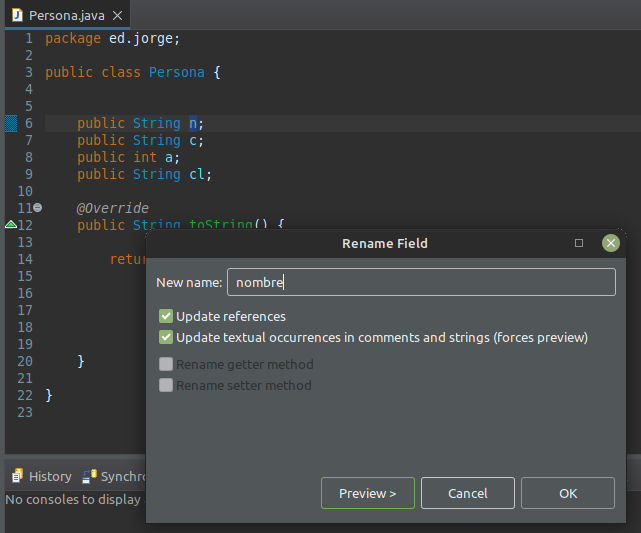 Persona.java
1 package ed.jorge;
2
3 public class Persona {
4
5
6 public String n;
7 public String c;
8 public int a;
9 public String cl;
10
11 @Override
12 public String toString() {
13
14 retur
15
16
17
18
19
20 }
21
22 }
23
Rename Field
New name: nombre
Update references
Update textual occurrences in comments and strings (forces preview)
Rename getter method
Rename setter method
Preview > Cancel OK
History Synchro
No consoles to display